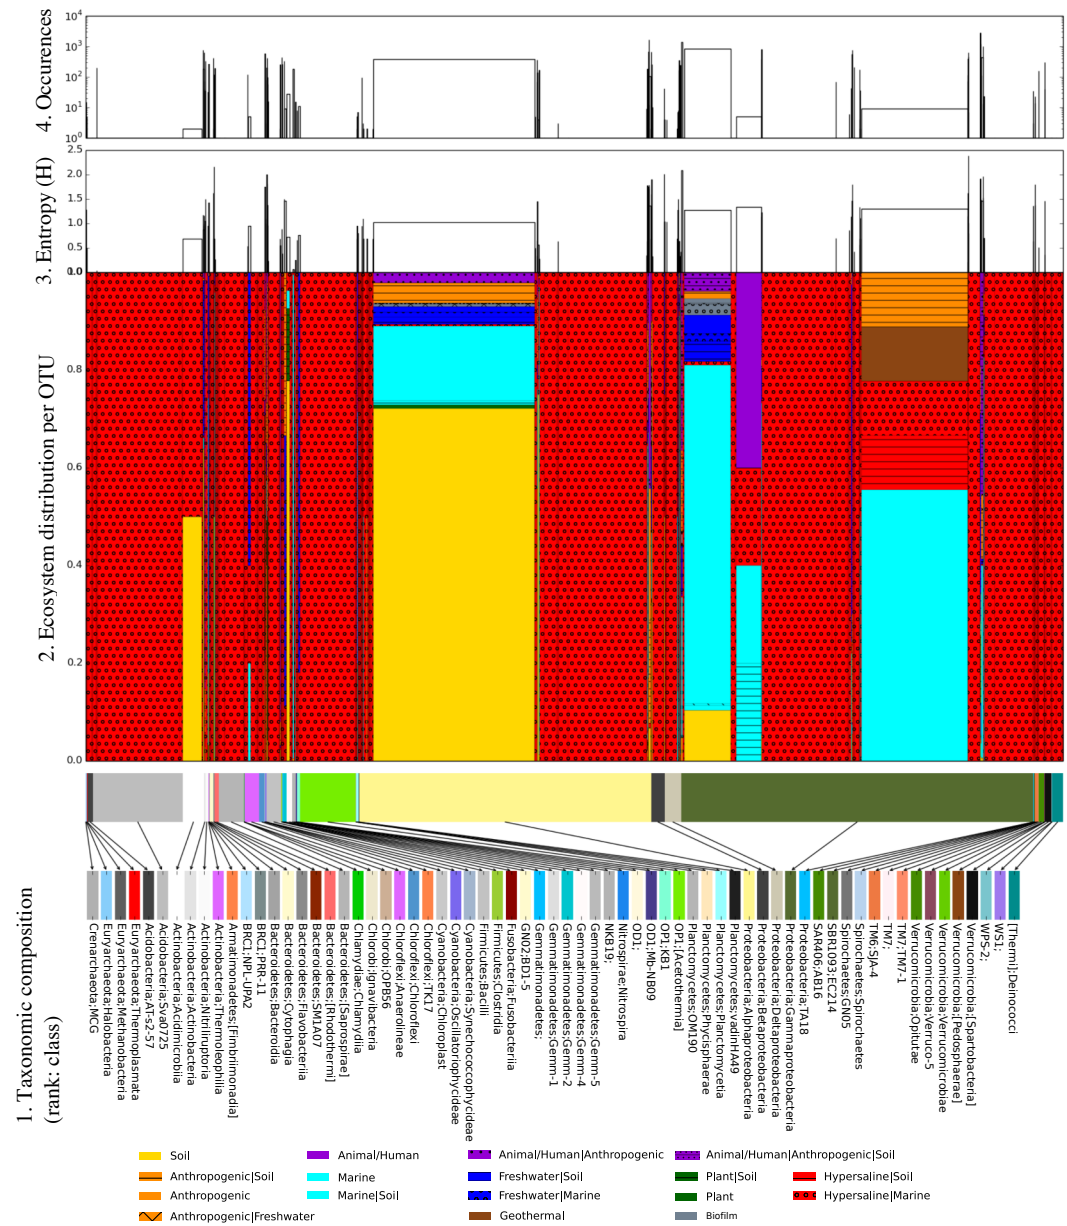 4. Occurences
10^4
10^3
10^2
10^1
10^0
3. Entropy (H)
2.5
2.0
1.5
1.0
0.5
0.0
2. Ecosystem distribution per OTU
1.0
0.8
0.6
0.4
0.2
0.0
1. Taxonomic composition
(rank: class)
Crenarchaeota;MCG
Euryarchaeota;Halobacteria
Euryarchaeota;Methanobacteria
Euryarchaeota;Thermoplasmata
Acidobacteria;AT-s2-57
Acidobacteria;Sva0725
Actinobacteria;Acidimicrobiia
Actinobacteria;Actinobacteria
Actinobacteria;Nitriliruptoria
Actinobacteria;Thermoleophilia
Armatimonadetes;[Fimbriimonadia]
BRC1;NPL-UPA2
BRC1;PRR-11
Bacteroidetes;Bacteroidia
Bacteroidetes;Cytophagia
Bacteroidetes;Flavobacteriia
Bacteroidetes;SM1A07
Bacteroidetes;[Rhodothermi]
Bacteroidetes;[Saprospirae]
Chlamydiae;Chlamydiia
Chlorobi;Ignavibacteria
Chlorobi;OPB56
Chloroflexi;Anaerolineae
Chloroflexi;Chloroflexi
Chloroflexi;TK17
Cyanobacteria;Chloroplast
Cyanobacteria;Oscillatoriophycideae
Cyanobacteria;Synechococcophycideae
Firmicutes;Bacilli
Firmicutes;Clostridia
Fusobacteria;Fusobacteriia
GN02;BD1-5
Gemmatimonadetes;
Gemmatimonadetes;Gemm-1
Gemmatimonadetes;Gemm-2
Gemmatimonadetes;Gemm-4
Gemmatimonadetes;Gemm-5
NKB19;
Nitrospirae;Nitrospira
OD1;
OD1;Mb-NB09
OP1;KB1
OP1;[Acetothermia]
Planctomycetes;OM190
Planctomycetes;Phycisphaerae
Planctomycetes;Planctomycetia
Planctomycetes;vadinHA49
Proteobacteria;Alphaproteobacteria
Proteobacteria;Betaproteobacteria
Proteobacteria;Deltaproteobacteria
Proteobacteria;Gammaproteobacteria
Proteobacteria;TA18
SAR406;AB16
SBR1093;EC214
Spirochaetes;GN05
Spirochaetes;Spirochaetes
TM6;SJA-4
TM7;
TM7;TM7-1
Verrucomicrobia;Opitutae
Verrucomicrobia;Verruco-5
Verrucomicrobia;Verrucomicrobiae
Verrucomicrobia;[Pedosphaerae]
Verrucomicrobia;[Spartobacteria]
WPS-2;
WS1;
[Thermi];Deinococci
Soil
Animal/Human
Animal/Human|Anthropogenic
Animal/Human|Anthropogenic|Soil
Anthropogenic|Soil
Marine
Freshwater|Soil
Plant|Soil
Hypersaline|Soil
Anthropogenic
Marine|Soil
Freshwater|Marine
Plant
Hypersaline|Marine
Anthropogenic|Freshwater
Geothermal
Biofilm